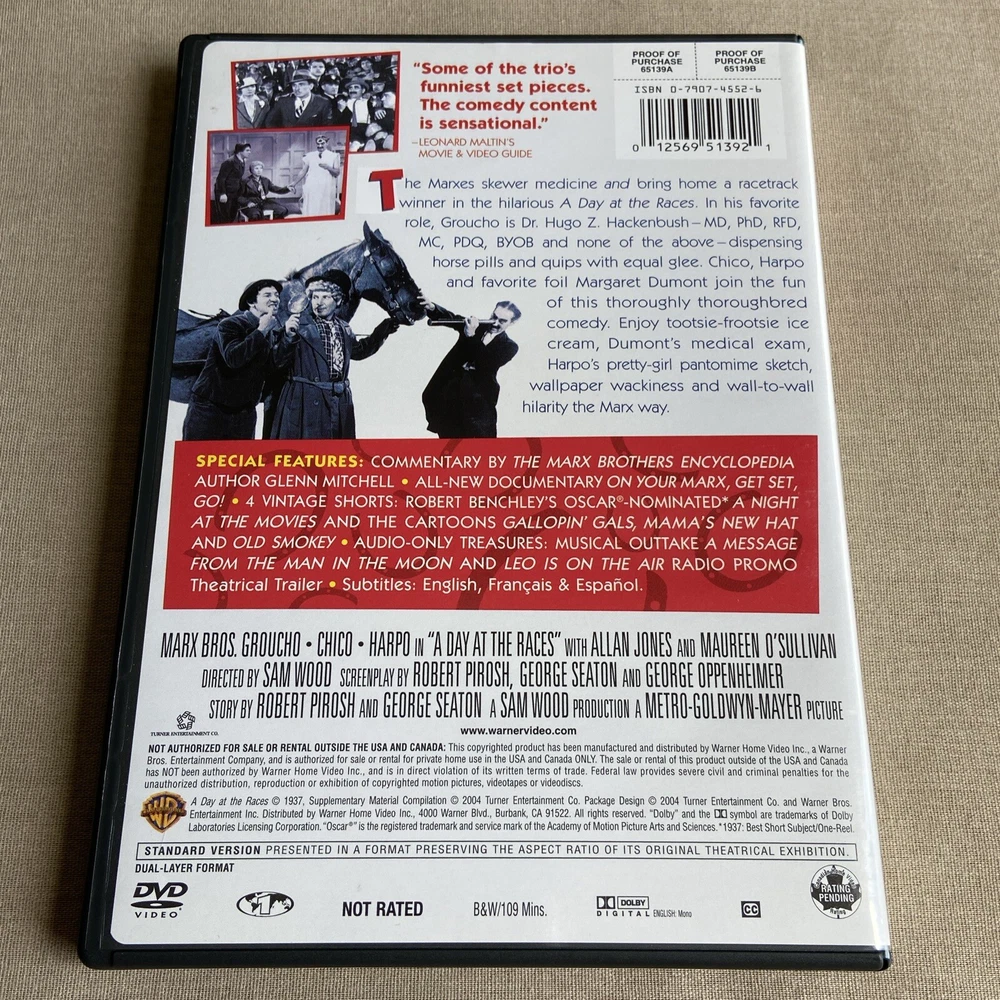 "Some of the trio's
funniest set pieces.
The comedy content
is sensational."
–LEONARD MALTIN'S
MOVIE & VIDEO GUIDE
PROOF OF
PURCHASE
65139A
PROOF OF
PURCHASE
65139B
ISBN 0-7907-4552-6
0 12569 51392 1
The Marxes skewer medicine and bring home a racetrack
winner in the hilarious A Day at the Races. In his favorite
role, Groucho is Dr. Hugo Z. Hackenbush – MD, PhD, RFD,
MC, PDQ, BYOB and none of the above – dispensing
horse pills and quips with equal glee. Chico, Harpo
and favorite foil Margaret Dumont join the fun
of this thoroughly thoroughbred
comedy. Enjoy tootsie-frootsie ice
cream, Dumont's medical exam,
Harpo's pretty-girl pantomime sketch,
wallpaper wackiness and wall-to-wall
hilarity the Marx way.
SPECIAL FEATURES: COMMENTARY BY THE MARX BROTHERS ENCYCLOPEDIA
AUTHOR GLENN MITCHELL • ALL-NEW DOCUMENTARY ON YOUR MARX, GET SET,
GO! • 4 VINTAGE SHORTS: ROBERT BENCHLEY'S OSCAR®-NOMINATED* A NIGHT
AT THE MOVIES AND THE CARTOONS GALLOPIN' GALS, MAMA'S NEW HAT
AND OLD SMOKEY • AUDIO-ONLY TREASURES: MUSICAL OUTTAKE A MESSAGE
FROM THE MAN IN THE MOON AND LEO IS ON THE AIR RADIO PROMO
Theatrical Trailer • Subtitles: English, Français & Español.
MARX BROS. GROUCHO • CHICO • HARPO IN "A DAY AT THE RACES" WITH ALLAN JONES AND MAUREEN O'SULLIVAN
DIRECTED BY SAM WOOD SCREENPLAY BY ROBERT PIROSH, GEORGE SEATON AND GEORGE OPPENHEIMER
STORY BY ROBERT PIROSH AND GEORGE SEATON A SAM WOOD PRODUCTION A METRO-GOLDWYN-MAYER PICTURE
TURNER ENTERTAINMENT CO.
www.warnervideo.com
NOT AUTHORIZED FOR SALE OR RENTAL OUTSIDE THE USA AND CANADA: This copyrighted product has been manufactured and distributed by Warner Home Video Inc., a Warner
Bros. Entertainment Company, and is authorized for sale or rental for private home use in the USA and Canada ONLY. The sale or rental of this product outside of the USA and Canada
has NOT been authorized by Warner Home Video Inc., and is in direct violation of its written terms of trade. Federal law provides severe civil and criminal penalties for the
unauthorized distribution, reproduction or exhibition of copyrighted motion pictures, videotapes or videodiscs.
WB
A Day at the Races © 1937, Supplementary Material Compilation © 2004 Turner Entertainment Co. Package Design © 2004 Turner Entertainment Co. and Warner Bros.
Entertainment Inc. Distributed by Warner Home Video Inc., 4000 Warner Blvd., Burbank, CA 91522. All rights reserved. "Dolby" and the DD symbol are trademarks of Dolby
Laboratories Licensing Corporation. "Oscar®" is the registered trademark and service mark of the Academy of Motion Picture Arts and Sciences. *1937: Best Short Subject/One-Reel.
STANDARD VERSION PRESENTED IN A FORMAT PRESERVING THE ASPECT RATIO OF ITS ORIGINAL THEATRICAL EXHIBITION.
DUAL-LAYER FORMAT
DVD
VIDEO
1
NOT RATED
B&W/109 Mins.
DOLBY
DIGITAL ENGLISH: Mono
CC
RATING
PENDING